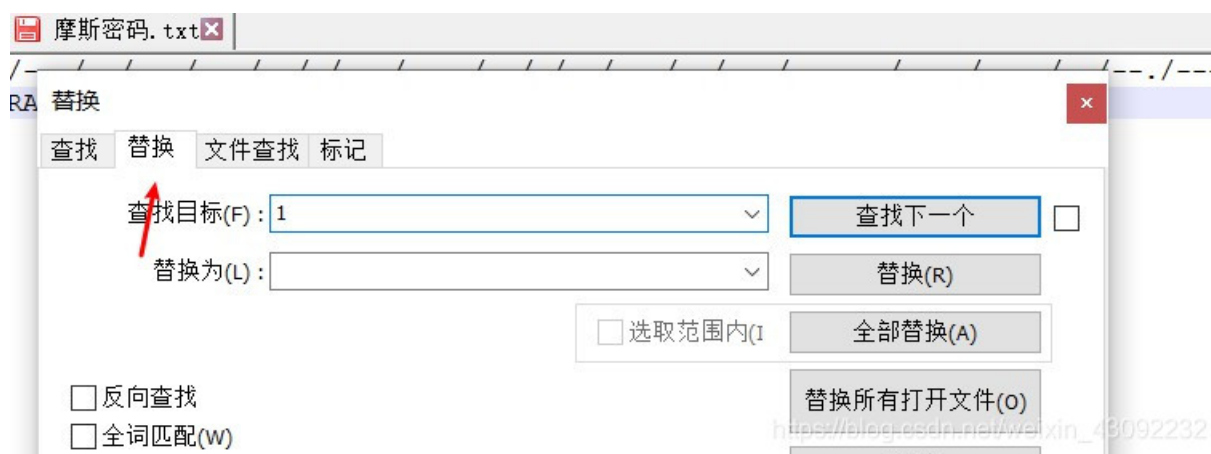 摩斯密码.txt
--./---
RA
替换
查找 替换 文件查找 标记
查找目标(F)：1 查找下一个
替换为(L)： 替换(R)
选取范围内(I 全部替换(A)
反向查找 替换所有打开文件(O)
全词匹配(W)
https://blog.csdn.net/weixin_43092232